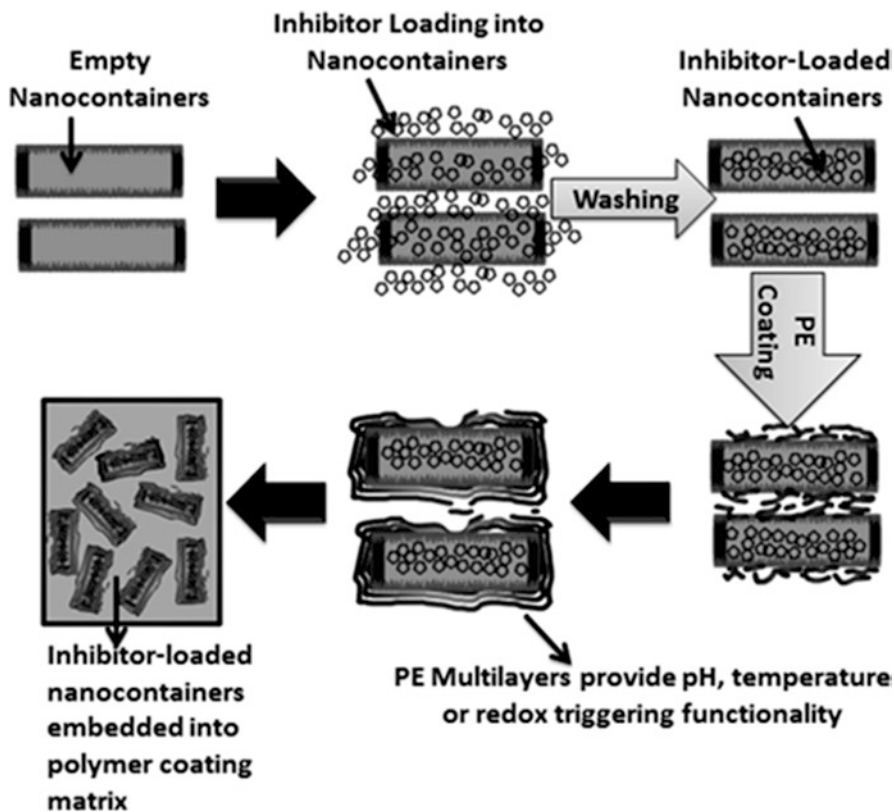 Empty
Nanocontainers
Inhibitor Loading into
Nanocontainers
Inhibitor-Loaded
Nanocontainers
Washing
PE
Coating
PE Multilayers provide pH, temperature
or redox triggering functionality
Inhibitor-loaded
nanocontainers
embedded into
polymer coating
matrix